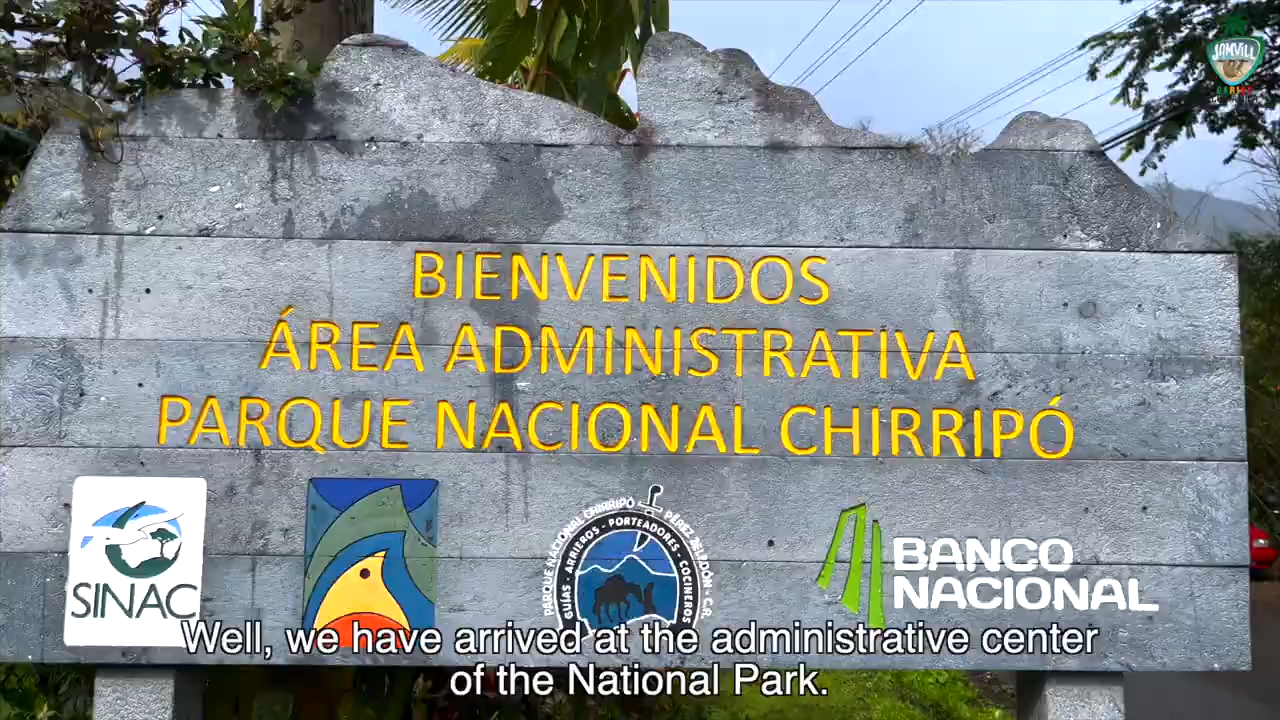 JAMVILL
BIENVENIDOS
ÁREA ADMINISTRATIVA
PARQUE NACIONAL CHIRRIPÓ
SINAC
PARQUE NACIONAL CHIRRIPÓ PÉREZ ZELEDÓN - C.R.
GUÍAS - ARRIEROS - PORTEADORES - COCINEROS
BANCO
NACIONAL
Well, we have arrived at the administrative center
of the National Park.